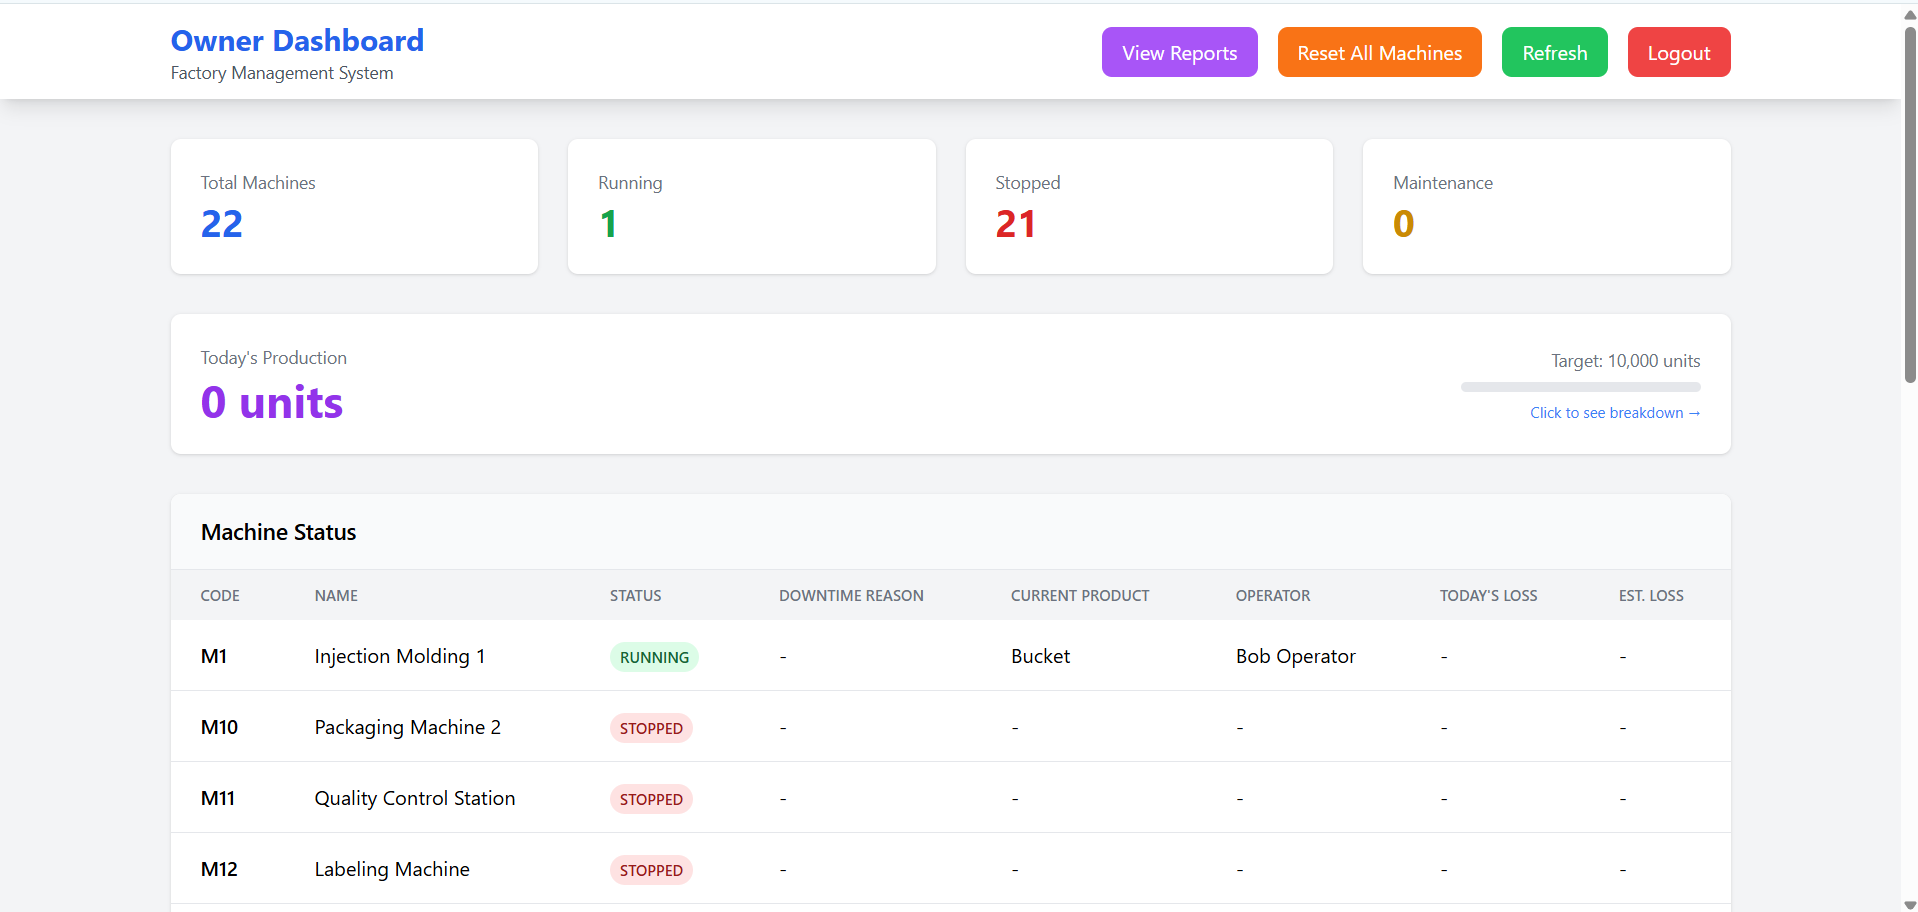 Owner Dashboard
Factory Management System
View Reports
Reset All Machines
Refresh
Logout
Total Machines
22
Running
1
Stopped
21
Maintenance
0
Today's Production
0 units
Target: 10,000 units
Click to see breakdown →
Machine Status
CODE NAME STATUS DOWNTIME REASON CURRENT PRODUCT OPERATOR TODAY'S LOSS EST. LOSS
M1 Injection Molding 1 RUNNING - Bucket Bob Operator - -
M10 Packaging Machine 2 STOPPED - - - - -
M11 Quality Control Station STOPPED - - - - -
M12 Labeling Machine STOPPED - - - - -